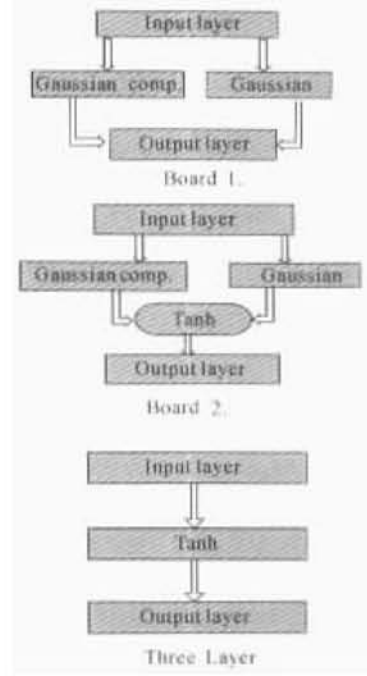 Input layer
Gaussian comp. Gaussian
Output layer
Board 1.
Input layer
Gaussian comp. Gaussian
Tanh
Output layer
Board 2.
Input layer
Tanh
Output layer
Three Layer